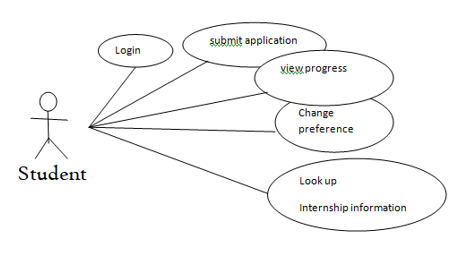 Login
submit application
view progress
Change
preference
Student
Look up
Internship information